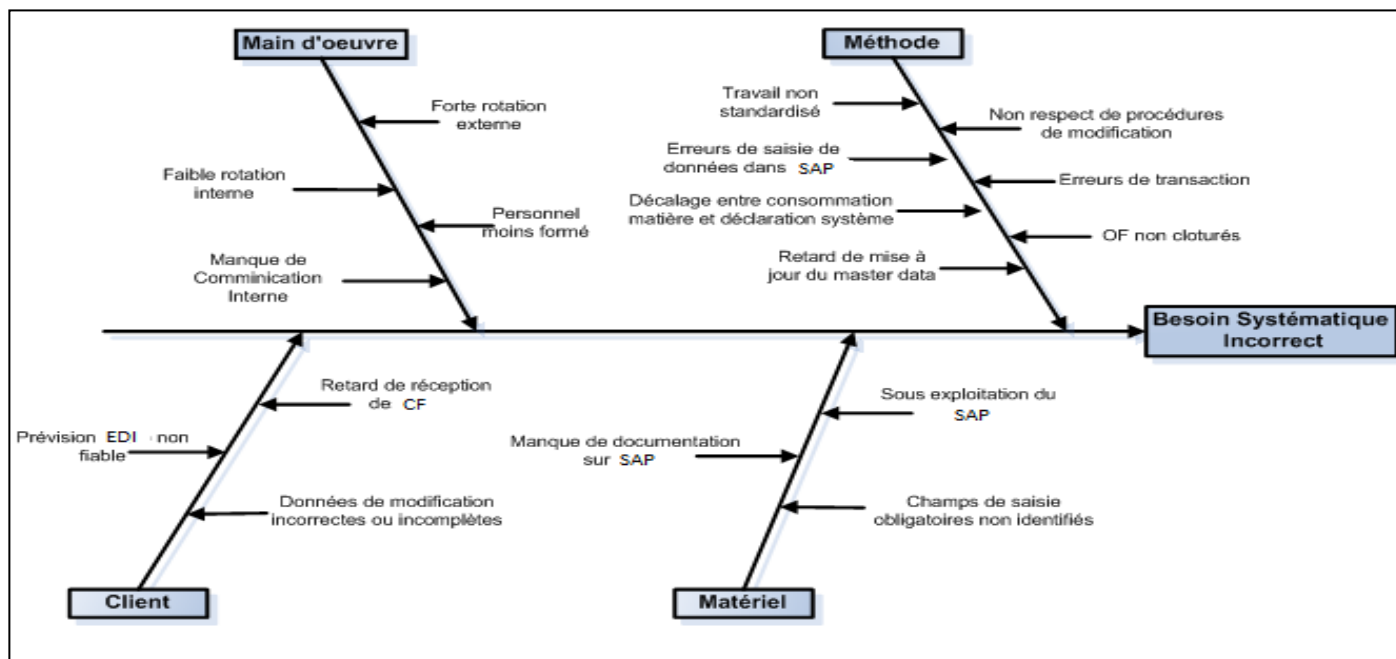 Main d'oeuvre
Forte rotation
externe
Faible rotation
interne
Personnel
moins formé
Manque de
Comminication
Interne
Méthode
Travail non
standardisé
Non respect de procédures
de modification
Erreurs de saisie de
données dans SAP
Erreurs de transaction
Décalage entre consommation
matière et déclaration système
OF non cloturés
Retard de mise à
jour du master data
Besoin Systématique
Incorrect
Retard de réception
de CF
Prévision EDI non
fiable
Données de modification
incorrectes ou incomplètes
Client
Sous exploitation du
SAP
Manque de documentation
sur SAP
Champs de saisie
obligatoires non identifiés
Matériel